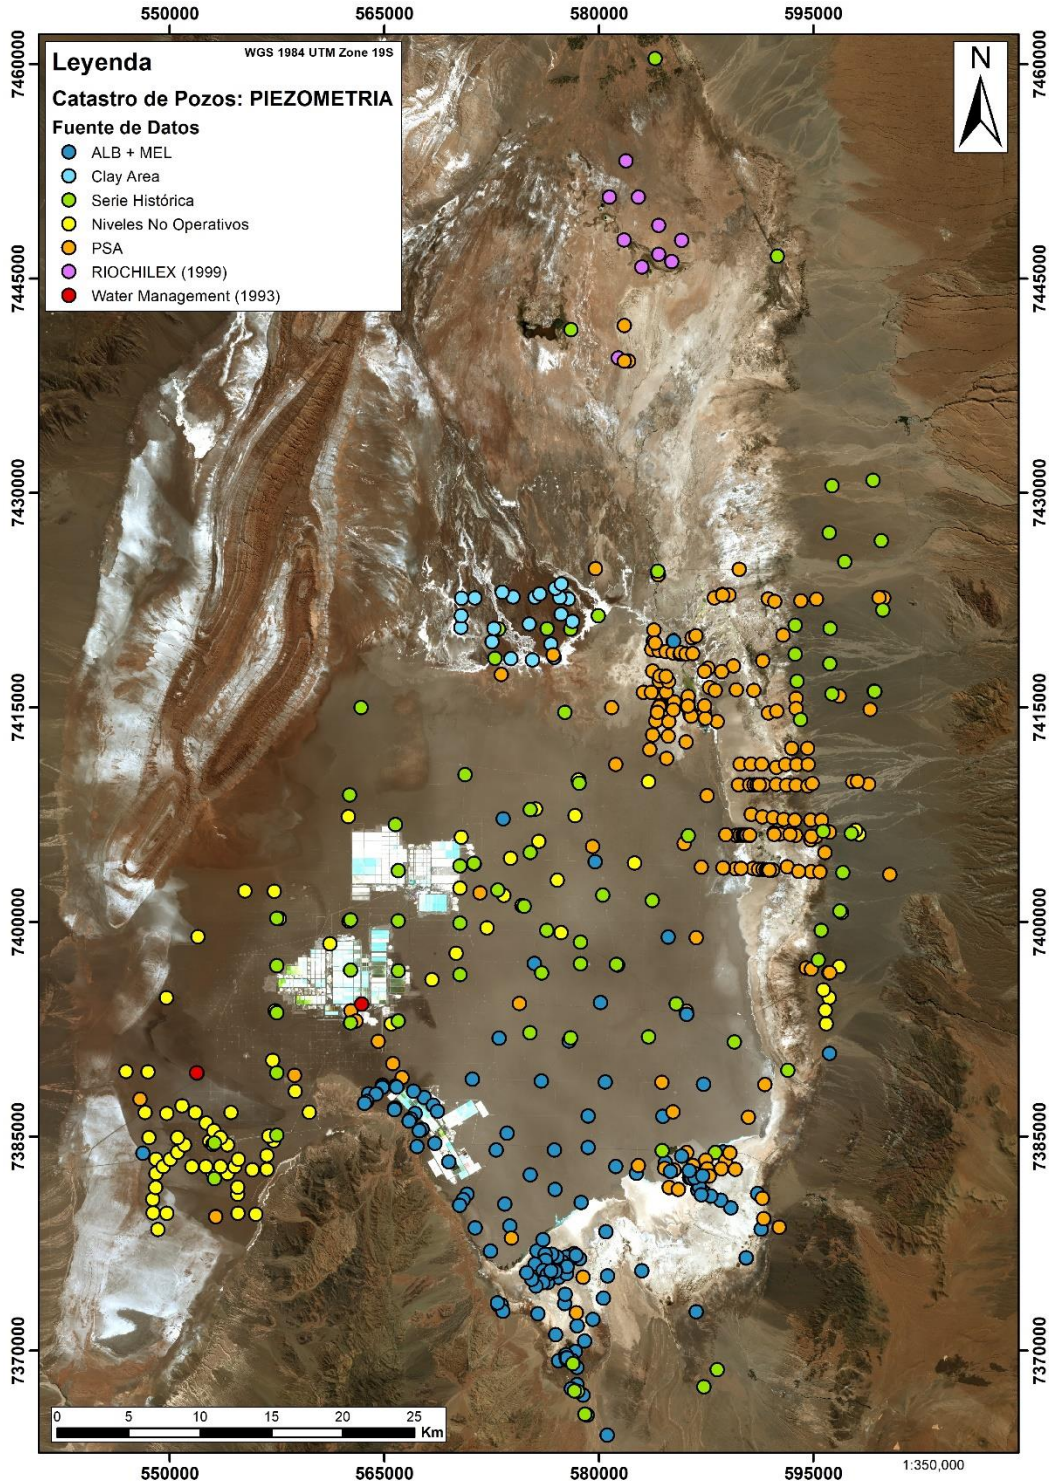 550000 565000 580000 595000
Leyenda
WGS 1984 UTM Zone 19S
Catastro de Pozos: PIEZOMETRIA
Fuente de Datos
ALB + MEL
Clay Area
Serie Histórica
Niveles No Operativos
PSA
RIOCHILEX (1999)
Water Management (1993)
N
7460000 7460000
7445000 7445000
7430000 7430000
7415000 7415000
7400000 7400000
7385000 7385000
7370000 7370000
0 5 10 15 20 25
Km
1:350,000
550000 565000 580000 595000